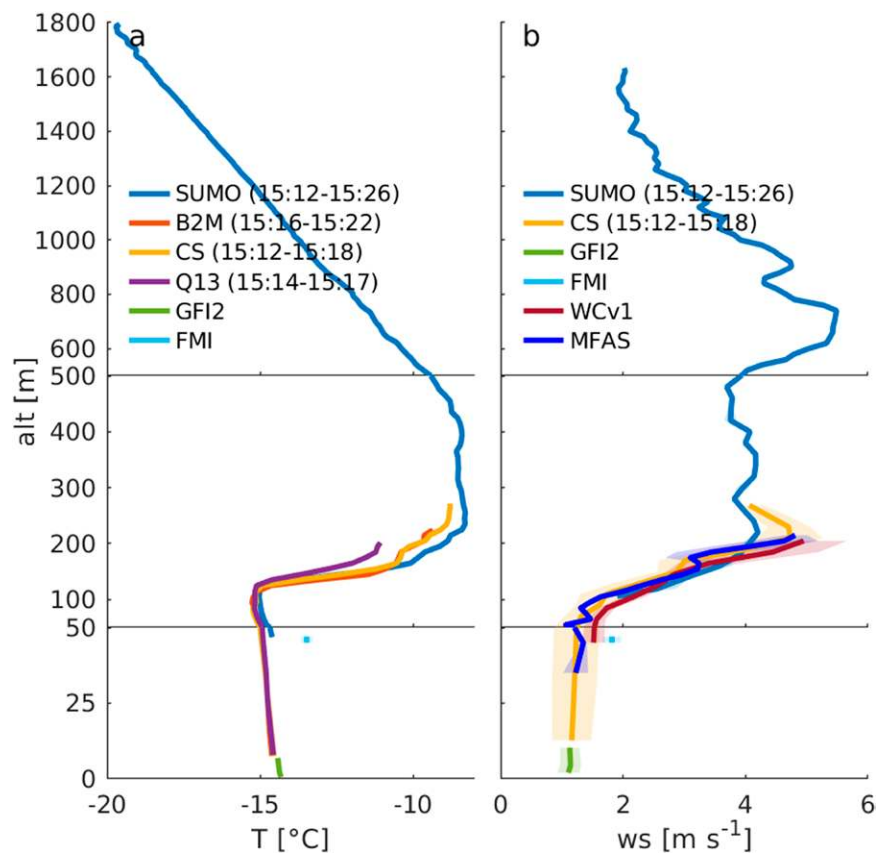 1800
1600
1400
1200
1000
800
600
500
400
300
200
100
50
25
0
alt [m]
a
SUMO (15:12-15:26)
B2M (15:16-15:22)
CS (15:12-15:18)
Q13 (15:14-15:17)
GFI2
FMI
-20
-15
-10
T [°C]
b
SUMO (15:12-15:26)
CS (15:12-15:18)
GFI2
FMI
WCv1
MFAS
0
2
4
6
ws [m s⁻¹]